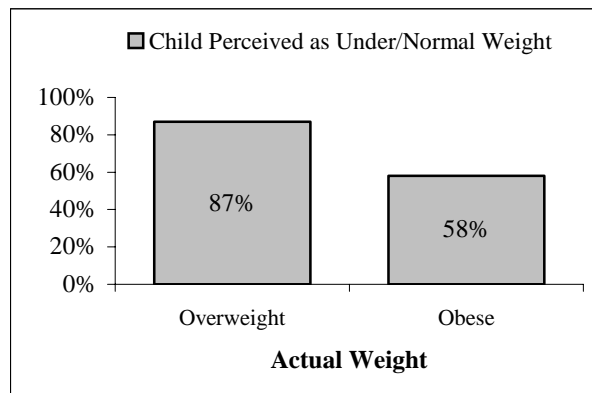 Child Perceived as Under/Normal Weight
100%
80%
60%
40%
20%
0%
87%
58%
Overweight
Obese
Actual Weight